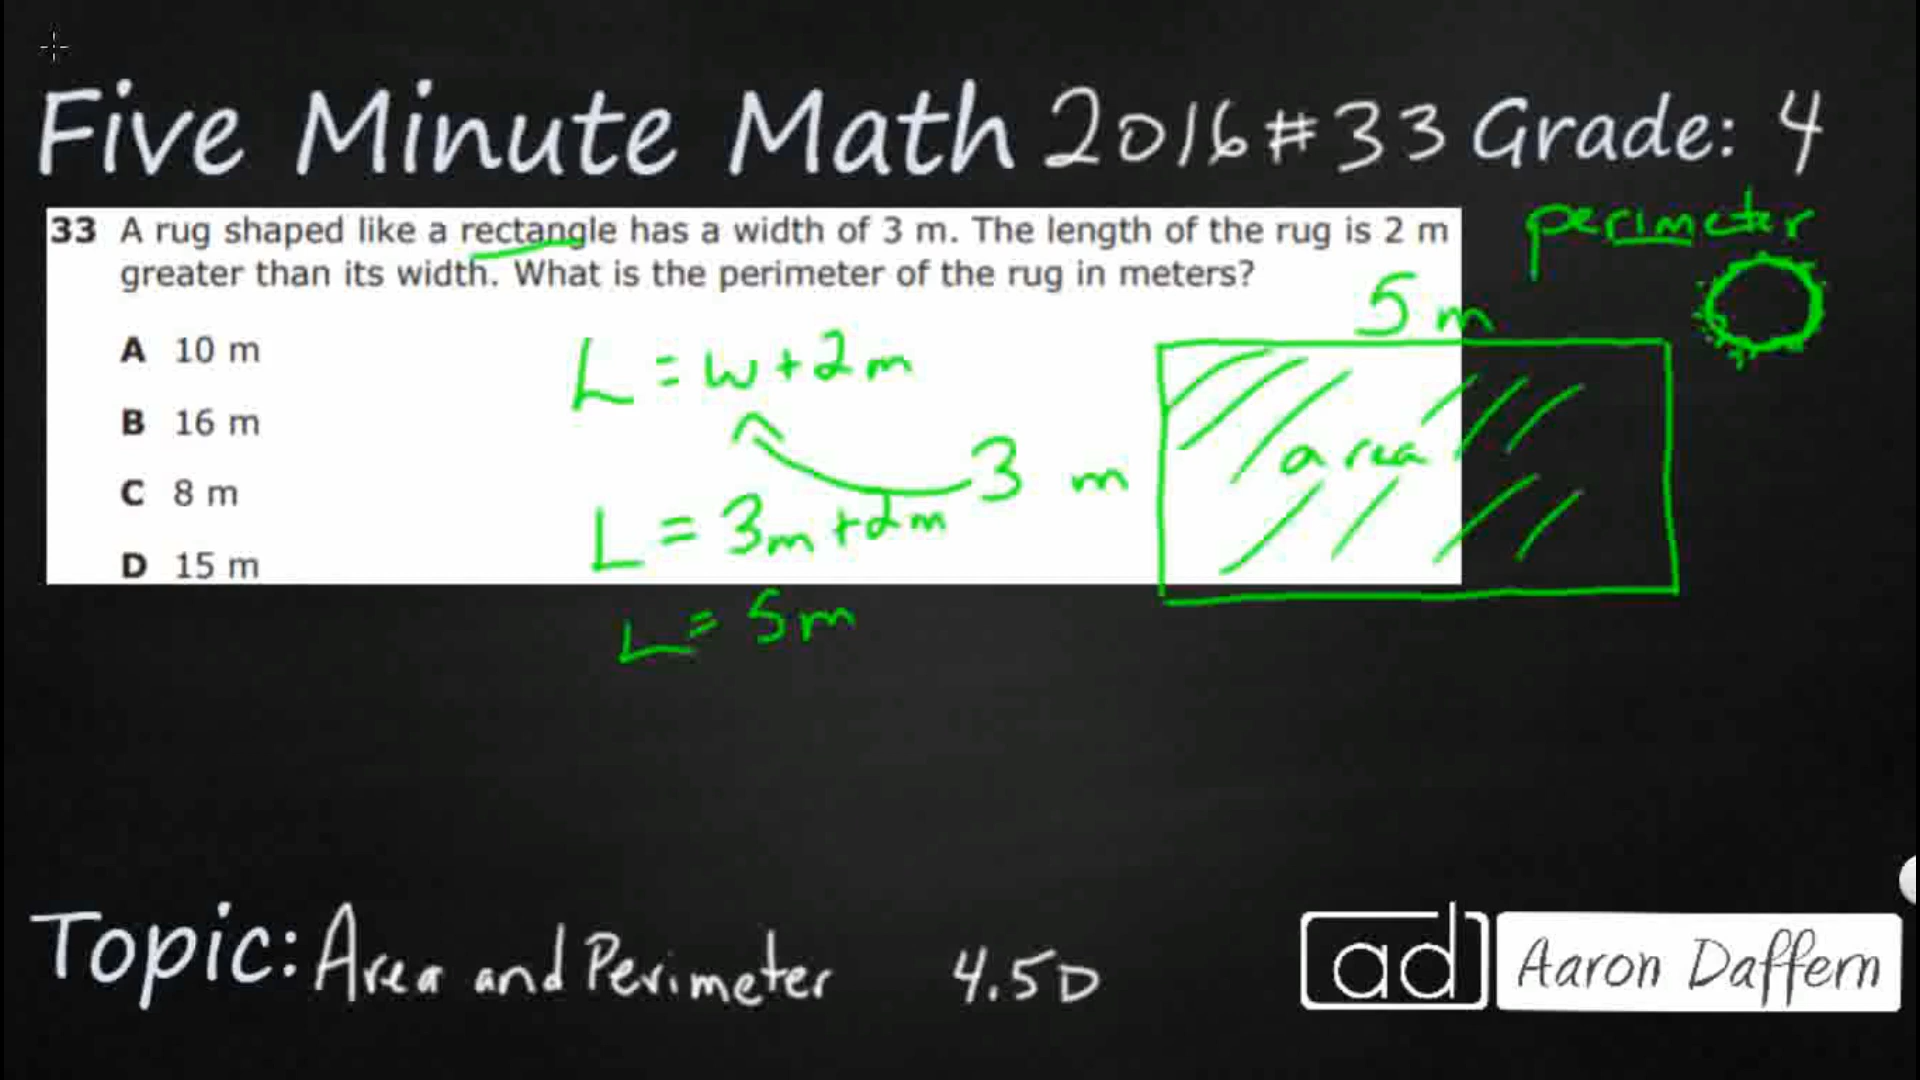 Five Minute Math 2016 #33 Grade: 4
33 A rug shaped like a rectangle has a width of 3 m. The length of the rug is 2 m
greater than its width. What is the perimeter of the rug in meters?
perimeter
5 m
A 10 m
L = w + 2m
B 16 m
area
3 m
C 8 m
L = 3m + 2m
D 15 m
L = 5m
Topic: Area and Perimeter 4.5D
ad Aaron Daffern